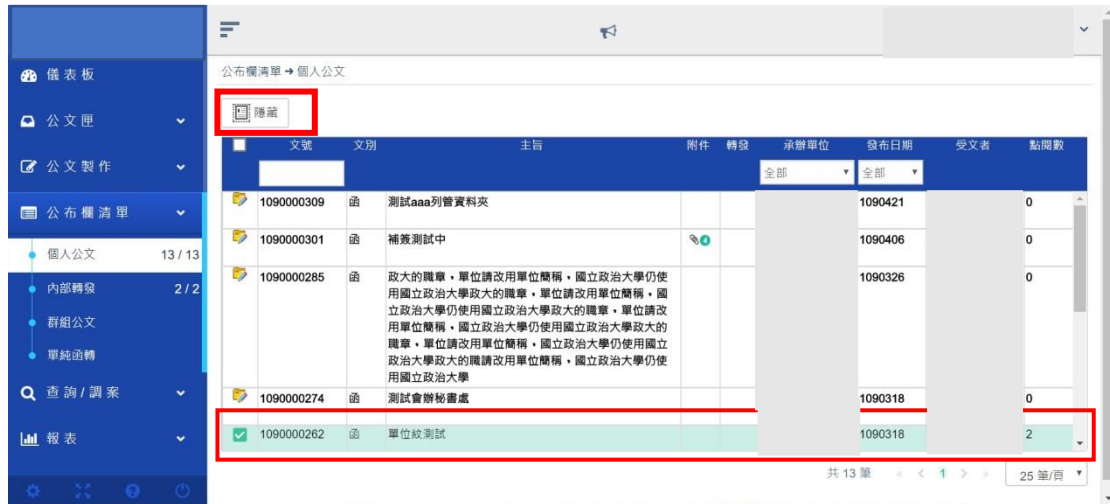 儀表板
公文匣
公文製作
公布欄清單
個人公文 13 / 13
內部轉發 2 / 2
群組公文
單純函轉
查詢/調案
報表
公布欄清單 ➜ 個人公文
隱藏
文號 文別 主旨 附件 轉發 承辦單位 發布日期 受文者 點閱數
全部 全部
1090000309 函 測試aaa列管資料夾 1090421 0
1090000301 函 補簽測試中 4 1090406 0
1090000285 函 政大的職章，單位請改用單位簡稱，國立政治大學仍使 1090326 0
用國立政治大學政大的職章，單位請改用單位簡稱，國
立政治大學仍使用國立政治大學政大的職章，單位請改
用單位簡稱，國立政治大學仍使用國立政治大學政大的
職章，單位請改用單位簡稱，國立政治大學仍使用國立
政治大學政大的職請改用單位簡稱，國立政治大學仍使
用國立政治大學
1090000274 函 測試會辦秘書處 1090318 0
1090000262 函 單位紋測試 1090318 2
共 13 筆 « < 1 > » 25 筆/頁